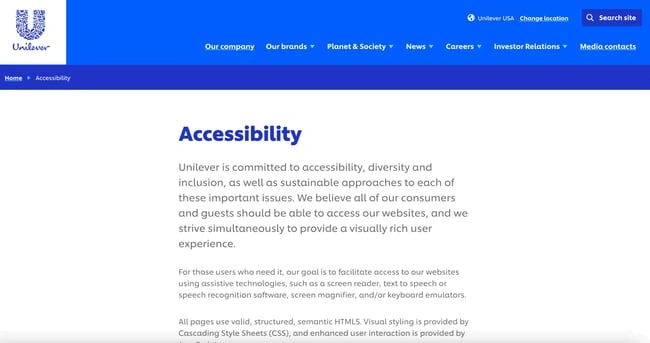 Unilever USA Change location Search site
Unilever
Our company Our brands Planet & Society News Careers Investor Relations Media contacts
Home Accessibility
Accessibility
Unilever is committed to accessibility, diversity and
inclusion, as well as sustainable approaches to each of
these important issues. We believe all of our consumers
and guests should be able to access our websites, and we
strive simultaneously to provide a visually rich user
experience.
For those users who need it, our goal is to facilitate access to our websites
using assistive technologies, such as a screen reader, text to speech or
speech recognition software, screen magnifier, and/or keyboard emulators.
All pages use valid, structured, semantic HTML5. Visual styling is provided by
Cascading Style Sheets (CSS), and enhanced user interaction is provided by